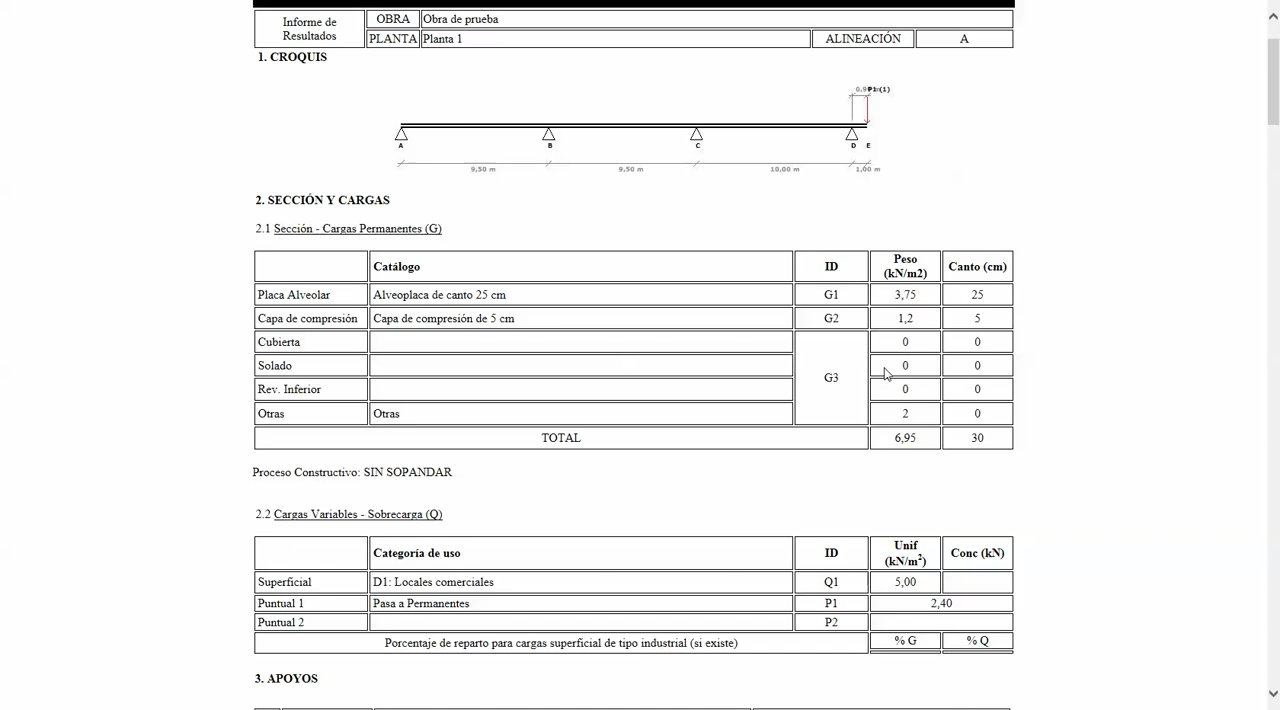 Informe de Resultados OBRA Obra de prueba
PLANTA Planta 1 ALINEACIÓN A
1. CROQUIS
P1 (1)
A B C D E
9,50 m 9,50 m 10,00 m 1,00 m
2. SECCIÓN Y CARGAS
2.1 Sección - Cargas Permanentes (G)
Catálogo ID Peso (kN/m2) Canto (cm)
Placa Alveolar Alveoplaca de canto 25 cm G1 3,75 25
Capa de compresión Capa de compresión de 5 cm G2 1,2 5
Cubierta 0 0
Solado 0 0
G3
Rev. Inferior 0 0
Otras Otras 2 0
TOTAL 6,95 30
Proceso Constructivo: SIN SOPANDAR
2.2 Cargas Variables - Sobrecarga (Q)
Categoría de uso ID Unif (kN/m²) Conc (kN)
Superficial D1: Locales comerciales Q1 5,00
Puntual 1 Pasa a Permanentes P1 2,40
Puntual 2 P2
Porcentaje de reparto para cargas superficial de tipo industrial (si existe) % G % Q
3. APOYOS